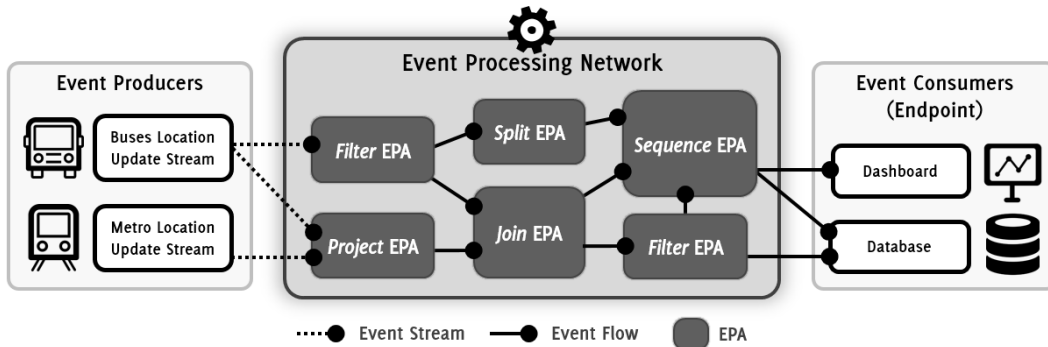 Event Producers
Buses Location
Update Stream
Metro Location
Update Stream
Event Processing Network
Filter EPA
Split EPA
Sequence EPA
Project EPA
Join EPA
Filter EPA
Event Consumers
(Endpoint)
Dashboard
Database
Event Stream
Event Flow
EPA